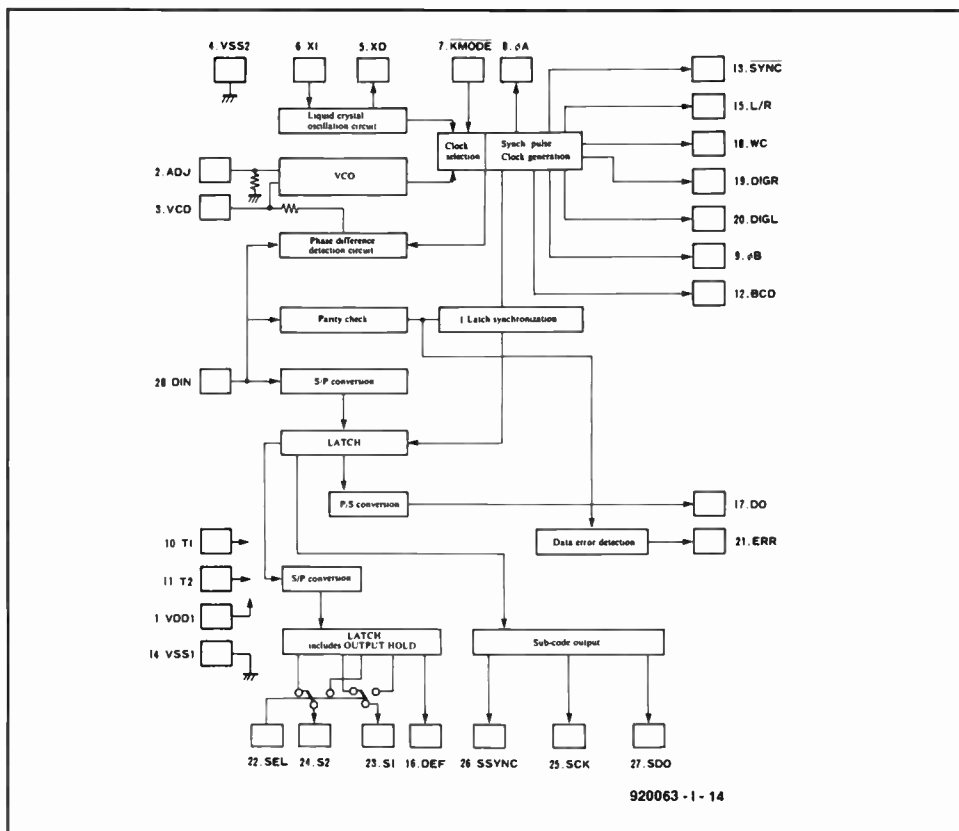 4. VSS2
6 XI
5. XO
7. KMODE
8. øA
13. SYNC
15. L/R
18. WC
19. DIGR
20. DIGL
9. øB
12. BCO
Liquid crystal
oscillation circuit
Clock
selection
Synch pulse
Clock generation
2. ADJ
VCO
3. VCO
Phase difference
detection circuit
Parity check
Latch synchronization
28 DIN
S/P conversion
LATCH
P/S conversion
17. DO
Data error detection
21. ERR
10 T1
11 T2
S/P conversion
1 VDD1
14 VSS1
LATCH
includes OUTPUT HOLD
Sub-code output
22. SEL
24. S2
23. S1
16. DEF
26 SSYNC
25. SCK
27. SDO
920063 - I - 14